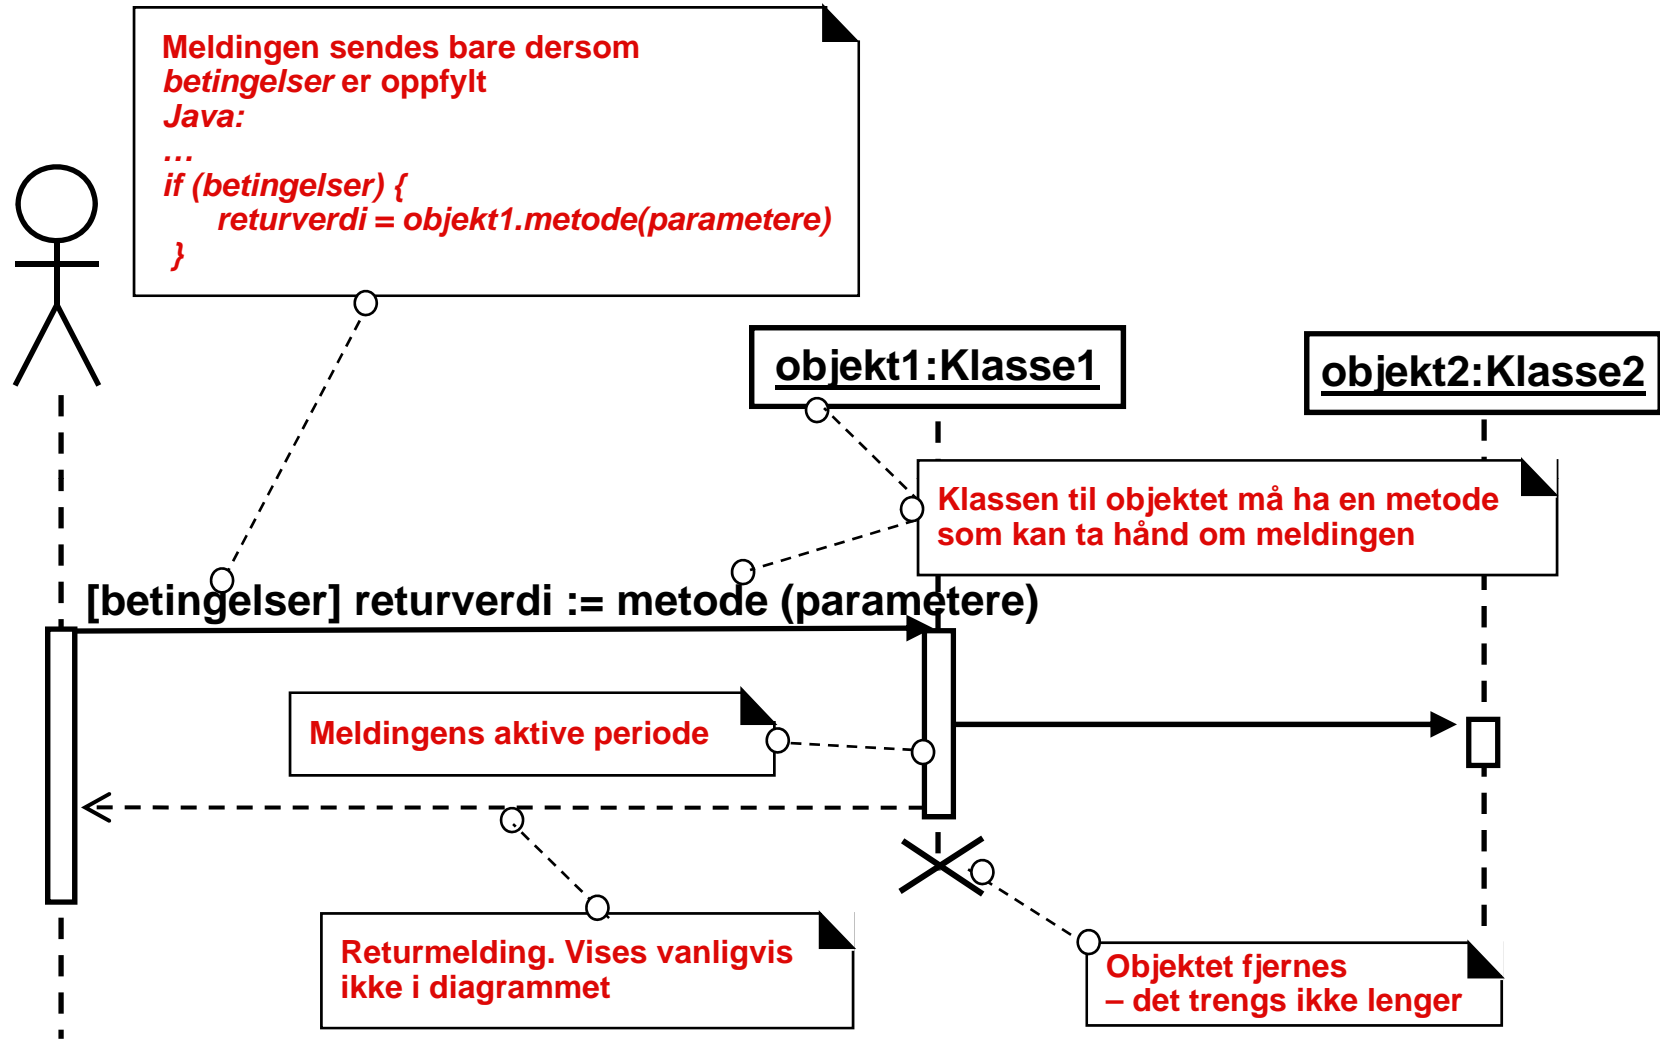 Meldingen sendes bare dersom
betingelser er oppfylt
Java:
…
if (betingelser) {
returverdi = objekt1.metode(parametere)
}
objekt1:Klasse1
objekt2:Klasse2
Klassen til objektet må ha en metode
som kan ta hånd om meldingen
[betingelser] returverdi := metode (parametere)
Meldingens aktive periode
Returmelding. Vises vanligvis
ikke i diagrammet
Objektet fjernes
– det trengs ikke lenger